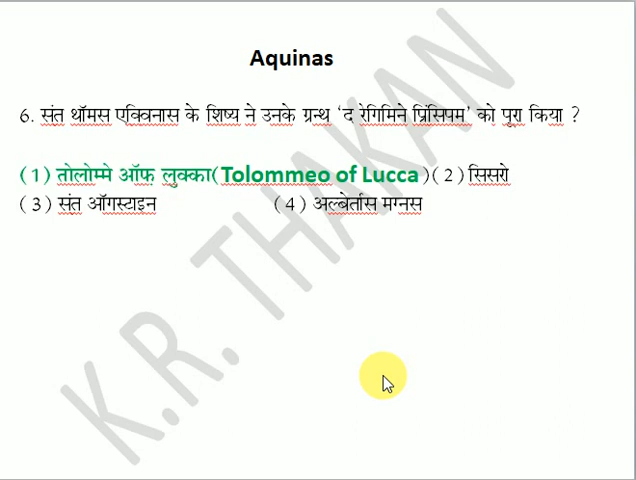 Aquinas
6. संत थॉमस एक्विनास के शिष्य ने उनके ग्रन्थ 'द रेगिमिने प्रिंसिपम' को पूरा किया ?
(1) तोलोम्मे ऑफ़ लुक्का(Tolommeo of Lucca)(2) सिसरो
(3) संत ऑगस्टाइन (4) अल्बेर्तास मग्नस
K.R. THAKAN